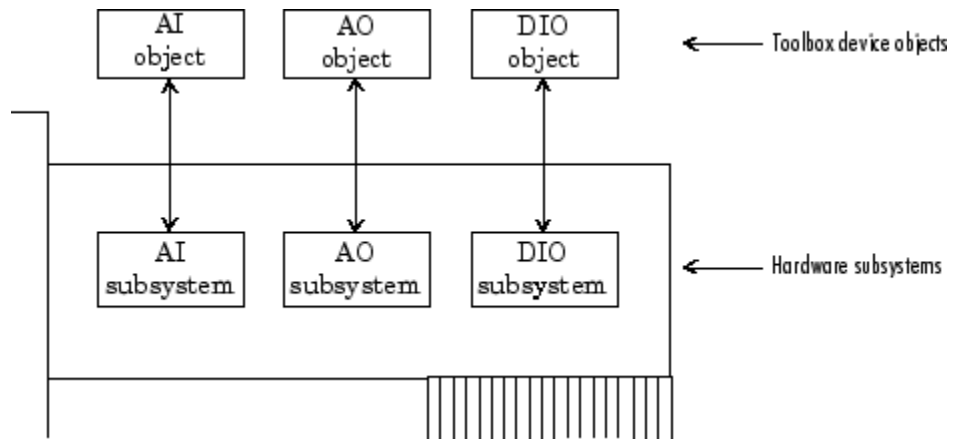 AI
object
AO
object
DIO
object
Toolbox device objects
AI
subsystem
AO
subsystem
DIO
subsystem
Hardware subsystems